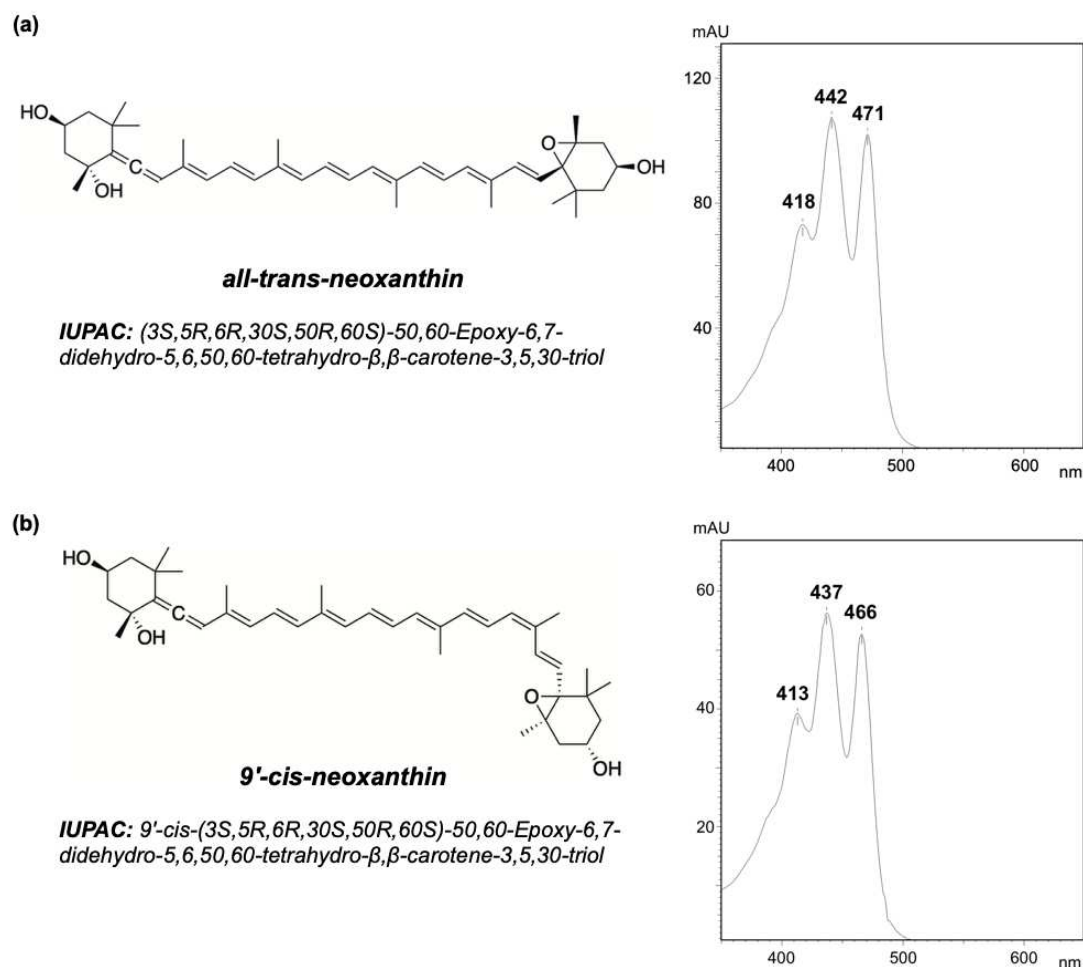 (a)
mAU
120
442
471
HO
OH
C
O
OH
418
80
all-trans-neoxanthin
40
IUPAC: (3S,5R,6R,30S,50R,60S)-50,60-Epoxy-6,7-
didehydro-5,6,50,60-tetrahydro-β,β-carotene-3,5,30-triol
400
500
600
nm
(b)
mAU
HO
C
OH
60
437
466
413
O
40
OH
9'-cis-neoxanthin
IUPAC: 9'-cis-(3S,5R,6R,30S,50R,60S)-50,60-Epoxy-6,7-
didehydro-5,6,50,60-tetrahydro-β,β-carotene-3,5,30-triol
20
400
500
600
nm